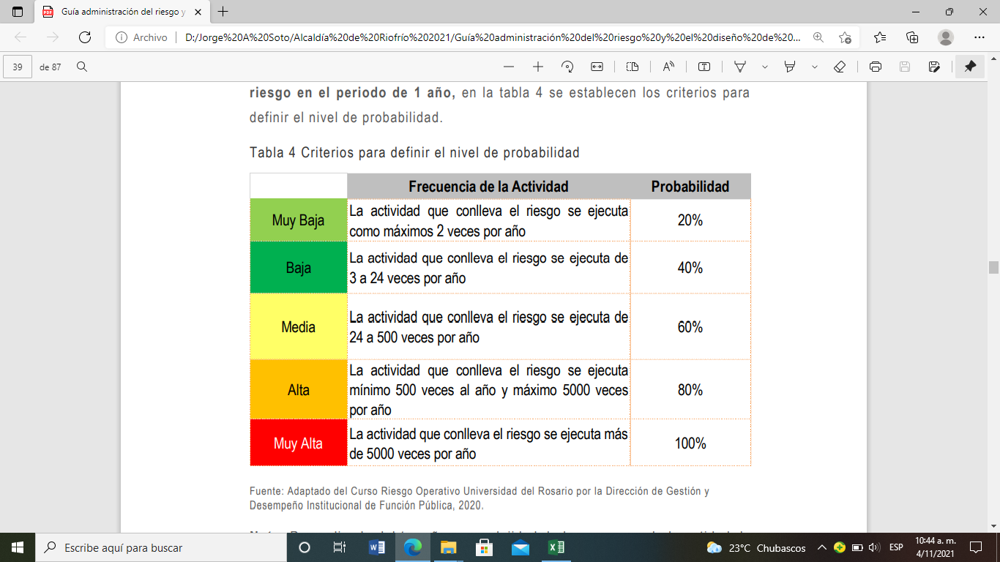 Guía administración del riesgo y
Archivo
D:/Jorge%20A%20Soto/Alcaldía%20de%20Riofrío%202021/Guía%20administración%20del%20riesgo%20y%20el%20diseño%20de%20...
39
de 87
riesgo en el periodo de 1 año, en la tabla 4 se establecen los criterios para
definir el nivel de probabilidad.
Tabla 4 Criterios para definir el nivel de probabilidad
Frecuencia de la Actividad
Probabilidad
Muy Baja
La actividad que conlleva el riesgo se ejecuta
como máximos 2 veces por año
20%
Baja
La actividad que conlleva el riesgo se ejecuta de
3 a 24 veces por año
40%
Media
La actividad que conlleva el riesgo se ejecuta de
24 a 500 veces por año
60%
Alta
La actividad que conlleva el riesgo se ejecuta
mínimo 500 veces al año y máximo 5000 veces
por año
80%
Muy Alta
La actividad que conlleva el riesgo se ejecuta más
de 5000 veces por año
100%
Fuente: Adaptado del Curso Riesgo Operativo Universidad del Rosario por la Dirección de Gestión y
Desempeño Institucional de Función Pública, 2020.
Escribe aquí para buscar
23°C Chubascos
ESP
10:44 a. m.
4/11/2021